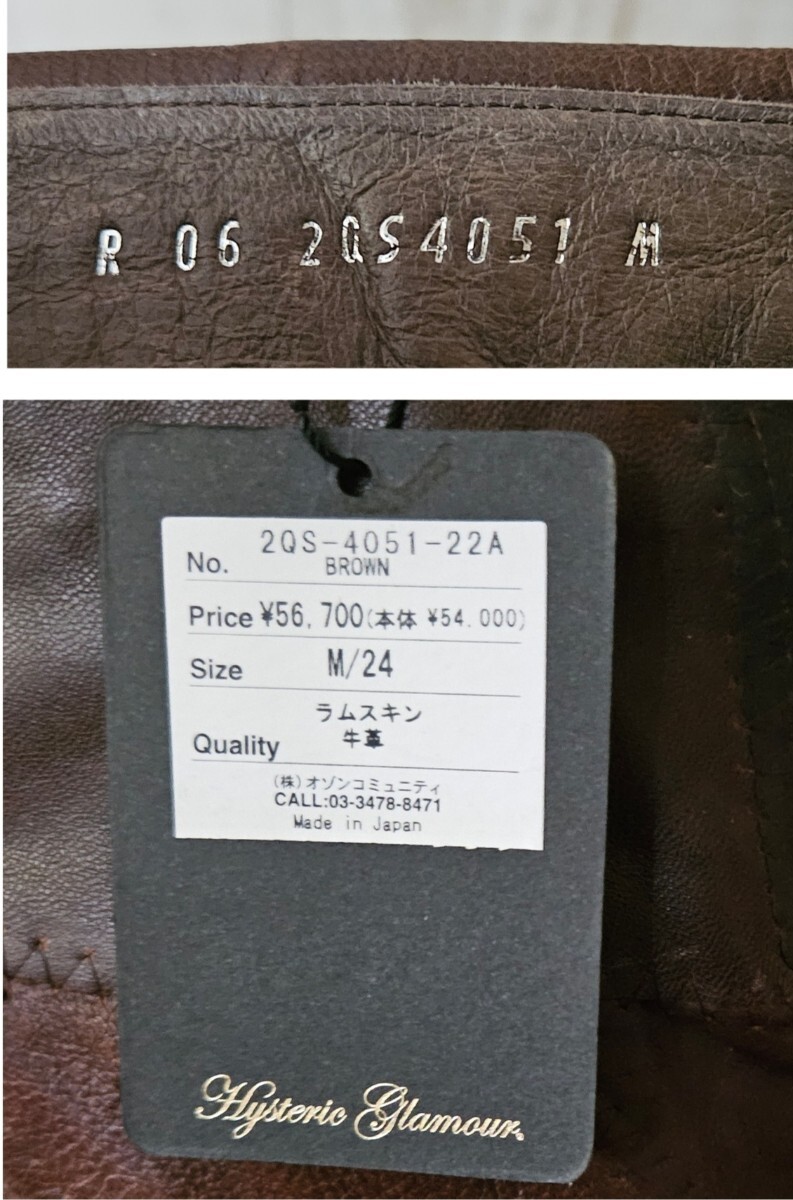 R 06 2QS4051 M
No. 2QS-4051-22A
BROWN
Price ¥56,700(本体 ¥54.000)
Size M/24
ラムスキン
Quality 牛革
(株)オゾンコミュニティ
CALL:03-3478-8471
Made in Japan
Hysteric Glamour.